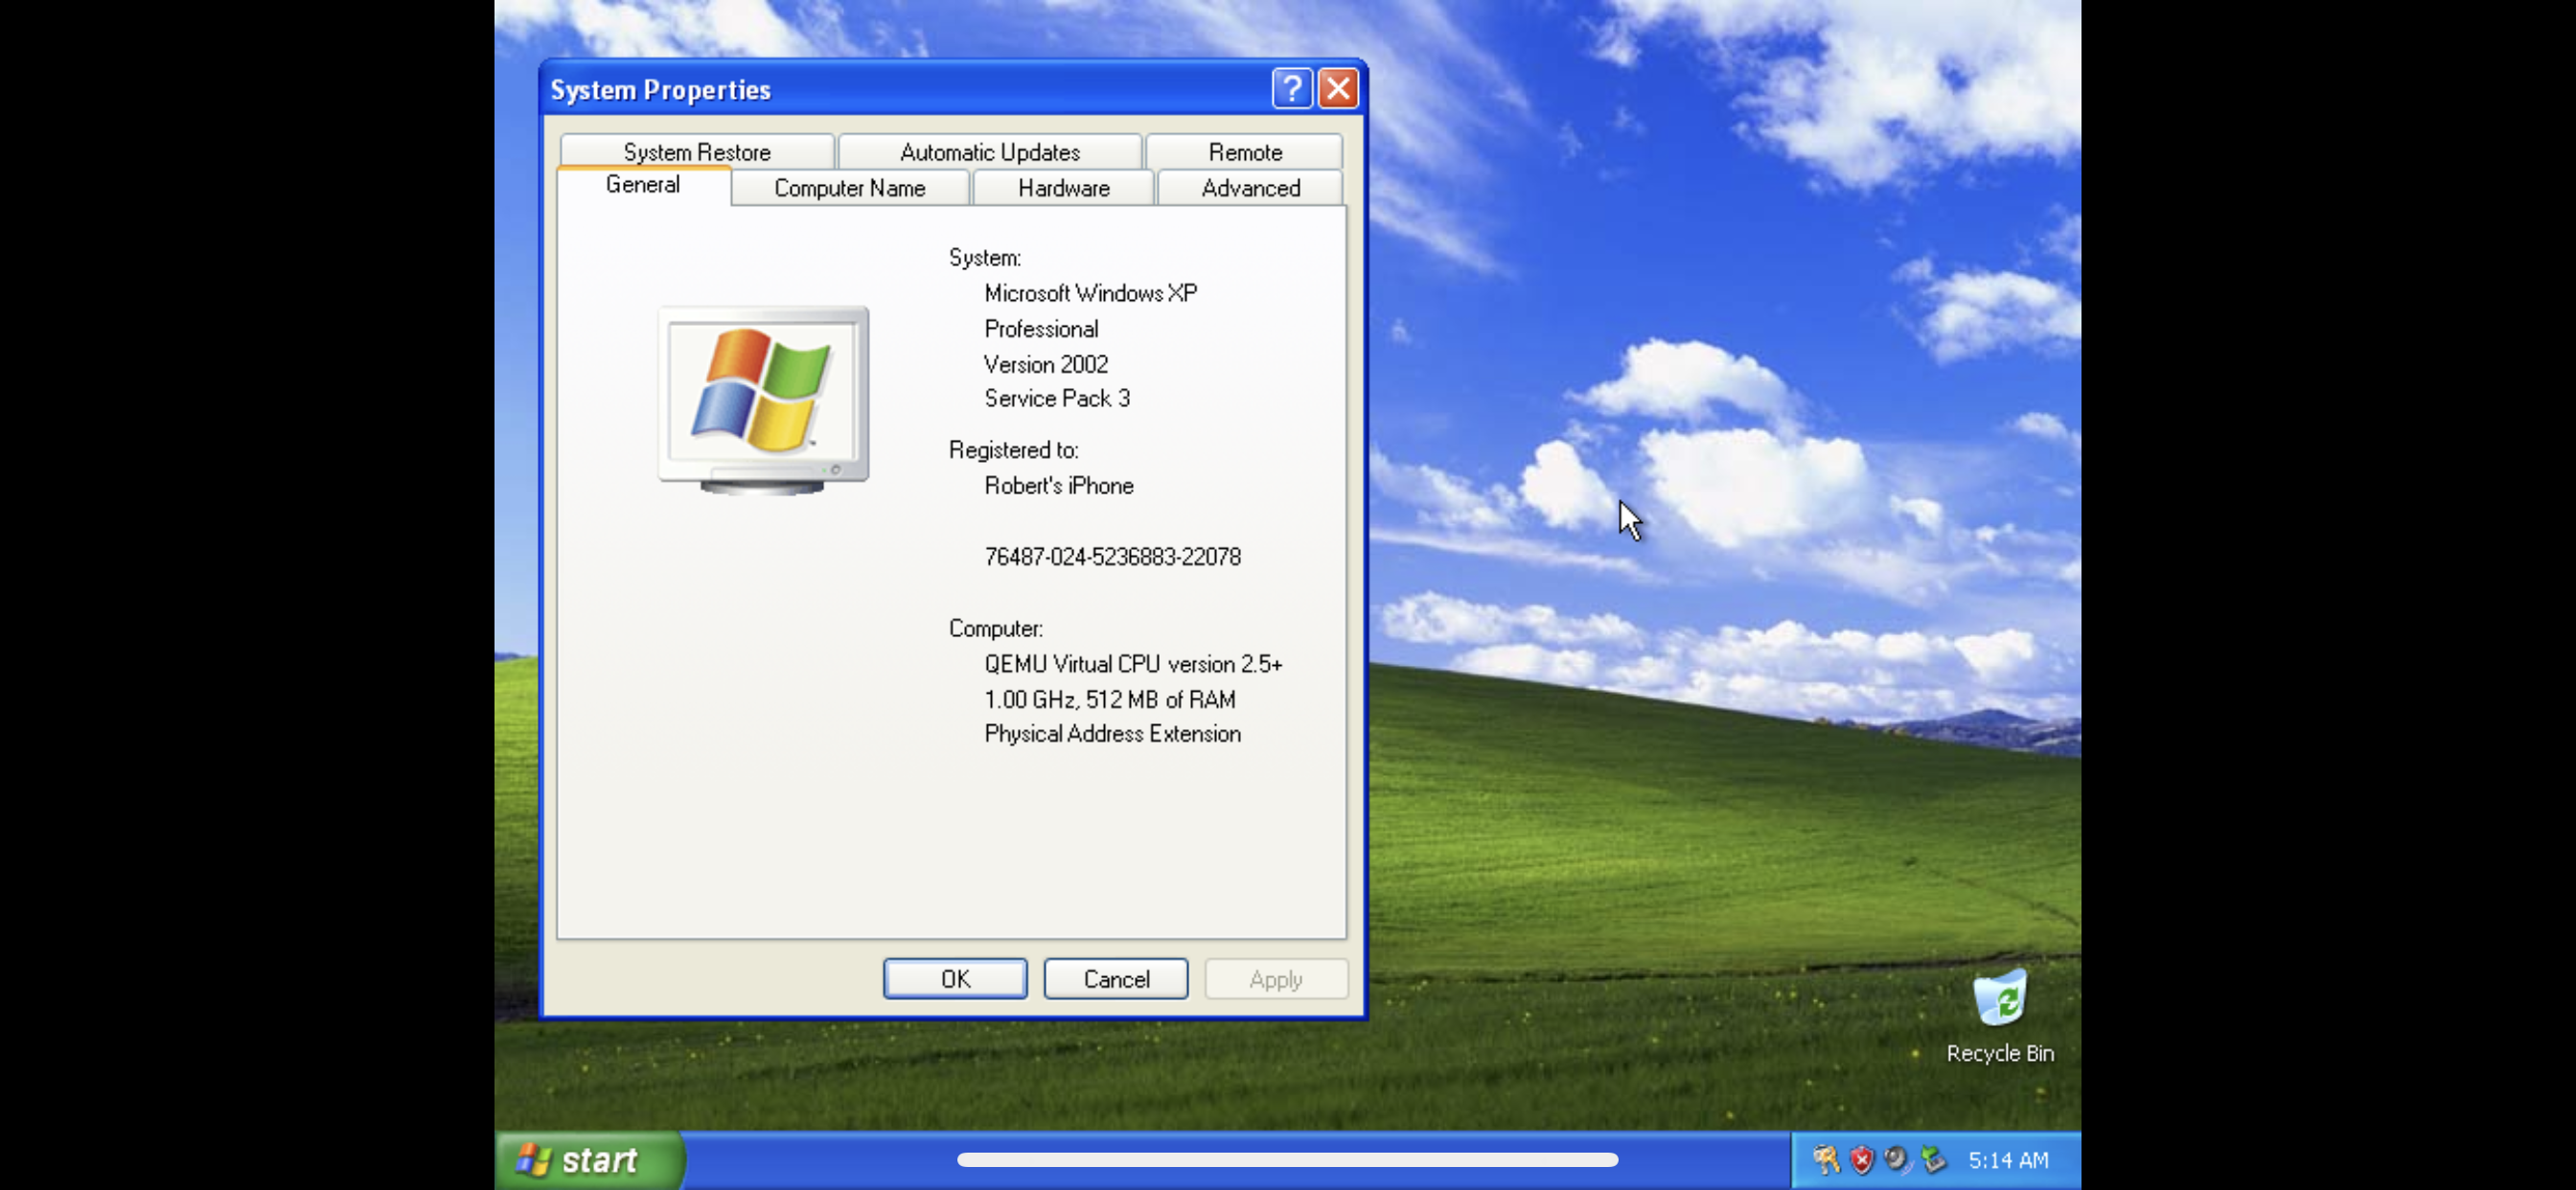 System Properties
?
System Restore
Automatic Updates
Remote
General
Computer Name
Hardware
Advanced
System:
Microsoft Windows XP
Professional
Version 2002
Service Pack 3
Registered to:
Robert's iPhone
76487-024-5236883-22078
Computer:
QEMU Virtual CPU version 2.5+
1.00 GHz, 512 MB of RAM
Physical Address Extension
OK
Cancel
Apply
Recycle Bin
start
5:14 AM